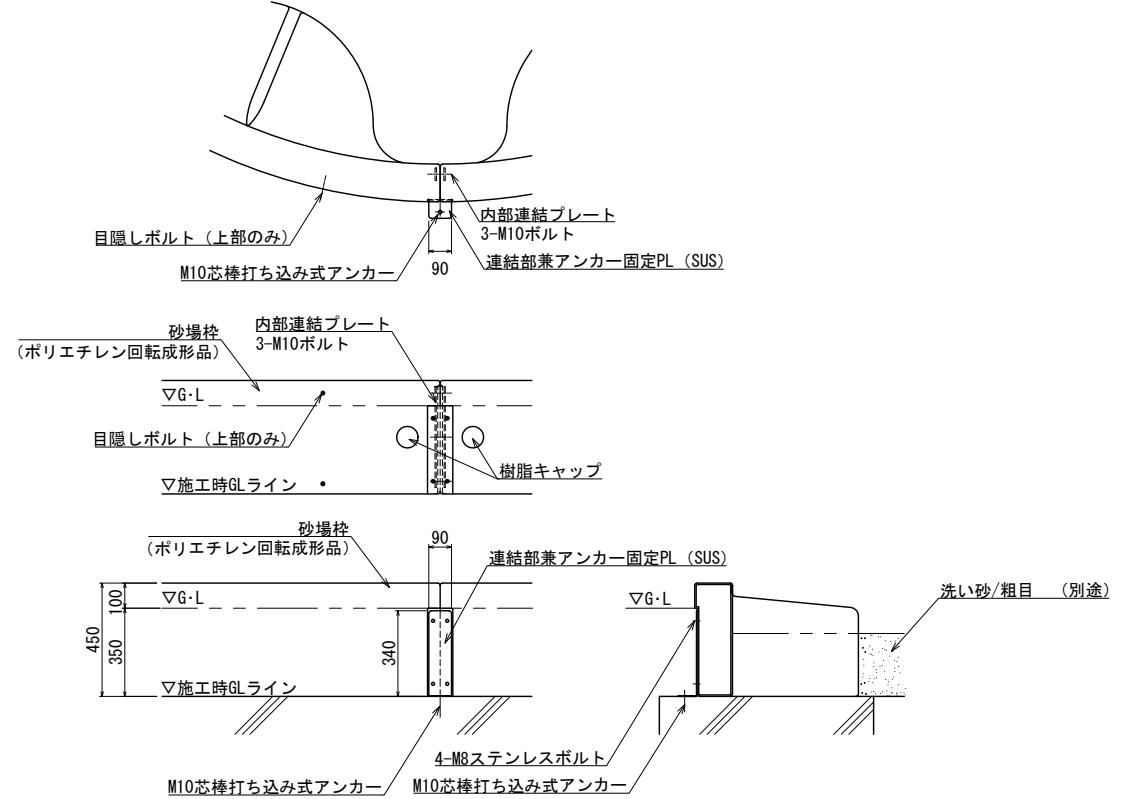 目隠しボルト（上部のみ）
内部連結プレート
3-M10ボルト
M10芯棒打ち込み式アンカー
90
連結部兼アンカー固定PL（SUS）
砂場枠
（ポリエチレン回転成形品）
内部連結プレート
3-M10ボルト
▽G・L
目隠しボルト（上部のみ）
樹脂キャップ
▽施工時GLライン
砂場枠
（ポリエチレン回転成形品）
90
連結部兼アンカー固定PL（SUS）
▽G・L
100
450
350
340
▽施工時GLライン
▽G・L
洗い砂/粗目　（別途）
4-M8ステンレスボルト
M10芯棒打ち込み式アンカー
M10芯棒打ち込み式アンカー